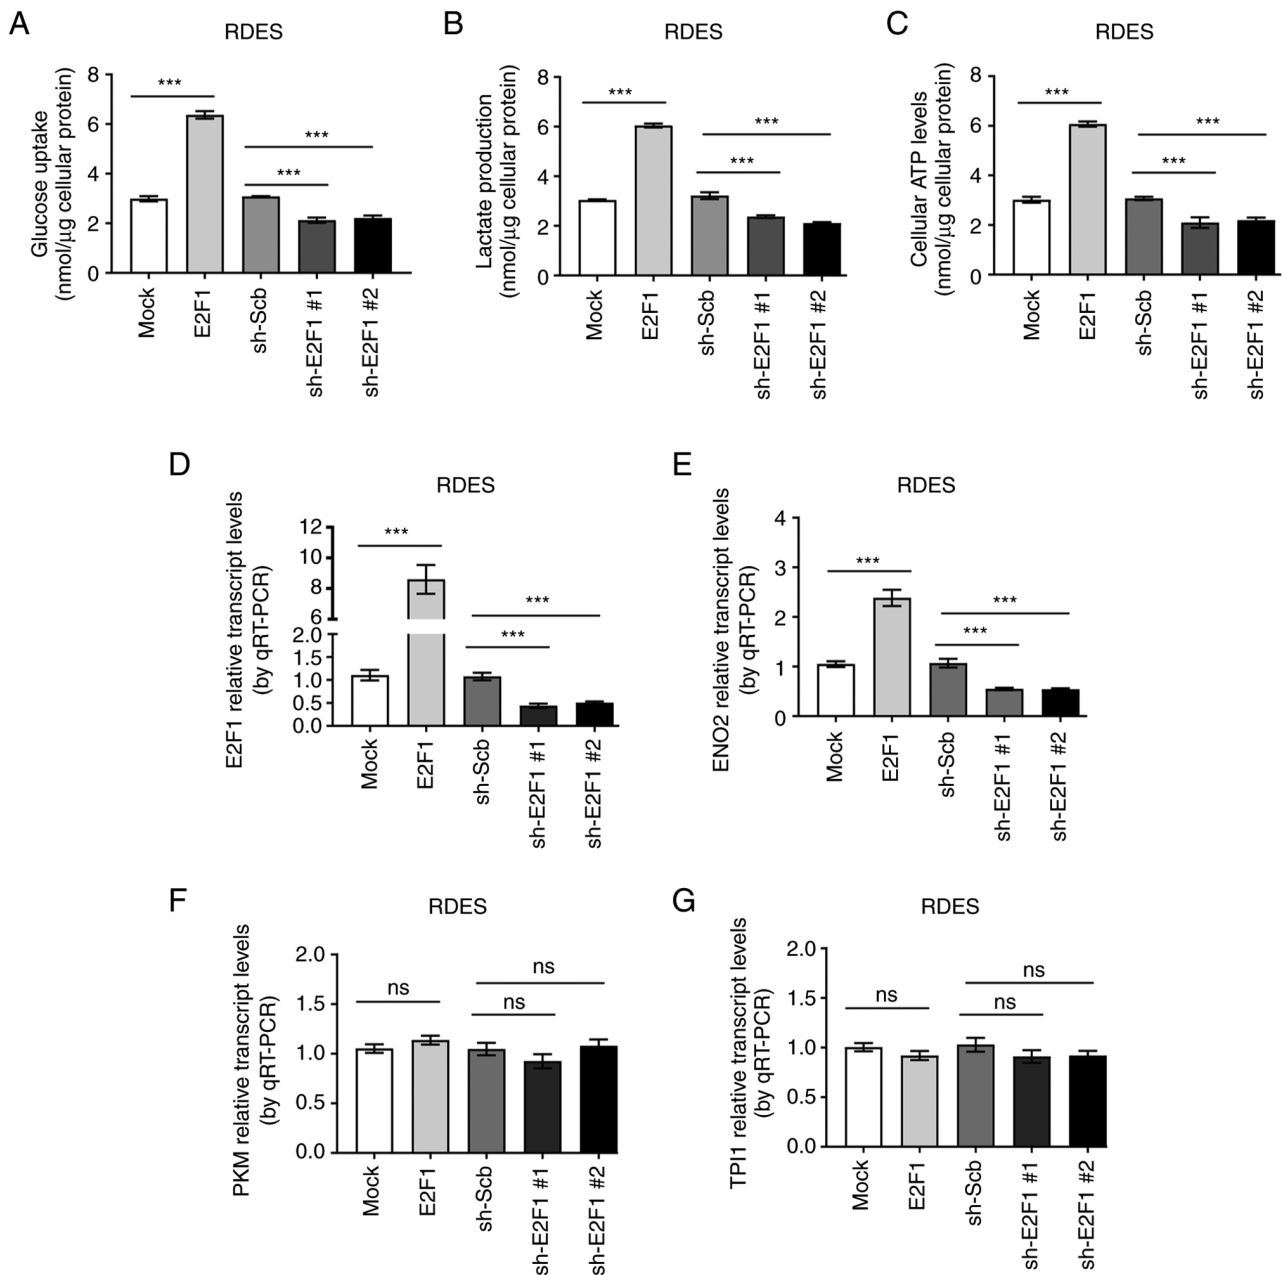 A
RDES
Glucose uptake
(nmol/µg cellular protein)
8
6
4
2
0
***
***
***
Mock
E2F1
sh-Scb
sh-E2F1 #1
sh-E2F1 #2
B
RDES
Lactate production
(nmol/µg cellular protein)
8
6
4
2
0
***
***
***
Mock
E2F1
sh-Scb
sh-E2F1 #1
sh-E2F1 #2
C
RDES
Cellular ATP levels
(nmol/µg cellular protein)
8
6
4
2
0
***
***
***
Mock
E2F1
sh-Scb
sh-E2F1 #1
sh-E2F1 #2
D
RDES
E2F1 relative transcript levels
(by qRT-PCR)
12
10
8
6
2.0
1.5
1.0
0.5
0.0
***
***
***
Mock
E2F1
sh-Scb
sh-E2F1 #1
sh-E2F1 #2
E
RDES
ENO2 relative transcript levels
(by qRT-PCR)
4
3
2
1
0
***
***
***
Mock
E2F1
sh-Scb
sh-E2F1 #1
sh-E2F1 #2
F
RDES
PKM relative transcript levels
(by qRT-PCR)
2.0
1.5
1.0
0.5
0.0
ns
ns
ns
Mock
E2F1
sh-Scb
sh-E2F1 #1
sh-E2F1 #2
G
RDES
TPI1 relative transcript levels
(by qRT-PCR)
2.0
1.5
1.0
0.5
0.0
ns
ns
ns
Mock
E2F1
sh-Scb
sh-E2F1 #1
sh-E2F1 #2